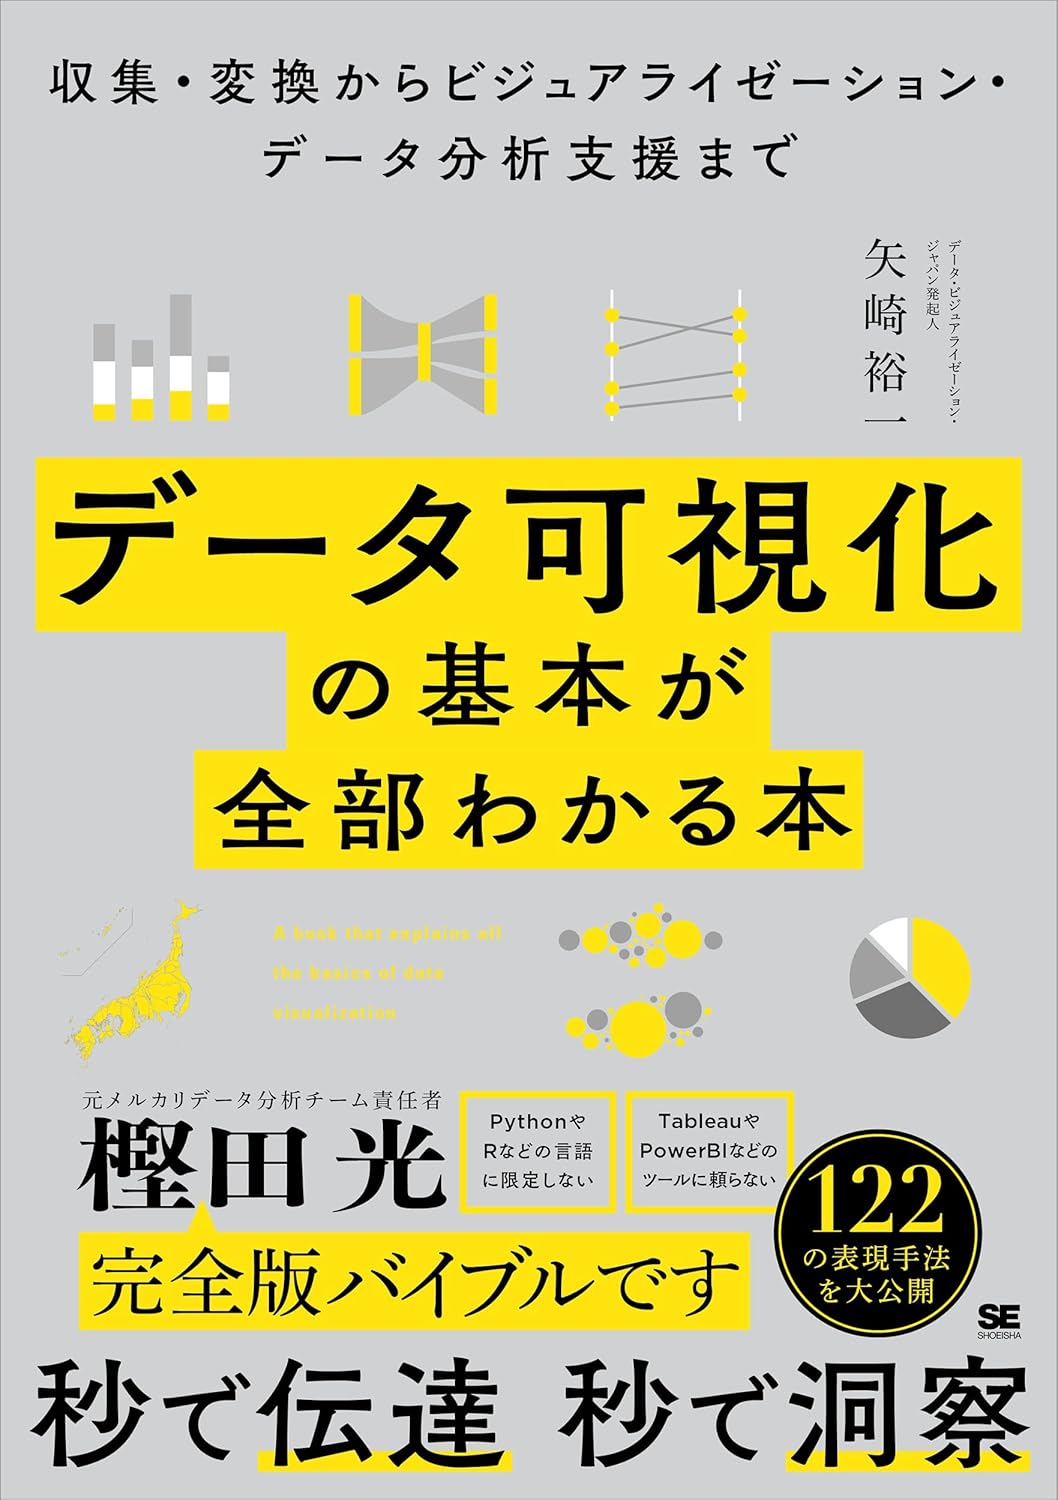 収集・変換からビジュアライゼーション・
データ分析支援まで
データ・ビジュアライゼーション・
ジャパン発起人
矢崎裕一
データ可視化
の基本が
全部わかる本
A book that explains all
the basics of data
visualization
元メルカリデータ分析チーム責任者
樫田光
Pythonや
Rなどの言語
に限定しない
Tableauや
PowerBIなどの
ツールに頼らない
完全版バイブルです
122
の表現手法
を大公開
SE
SHOEISHA
秒で伝達 秒で洞察